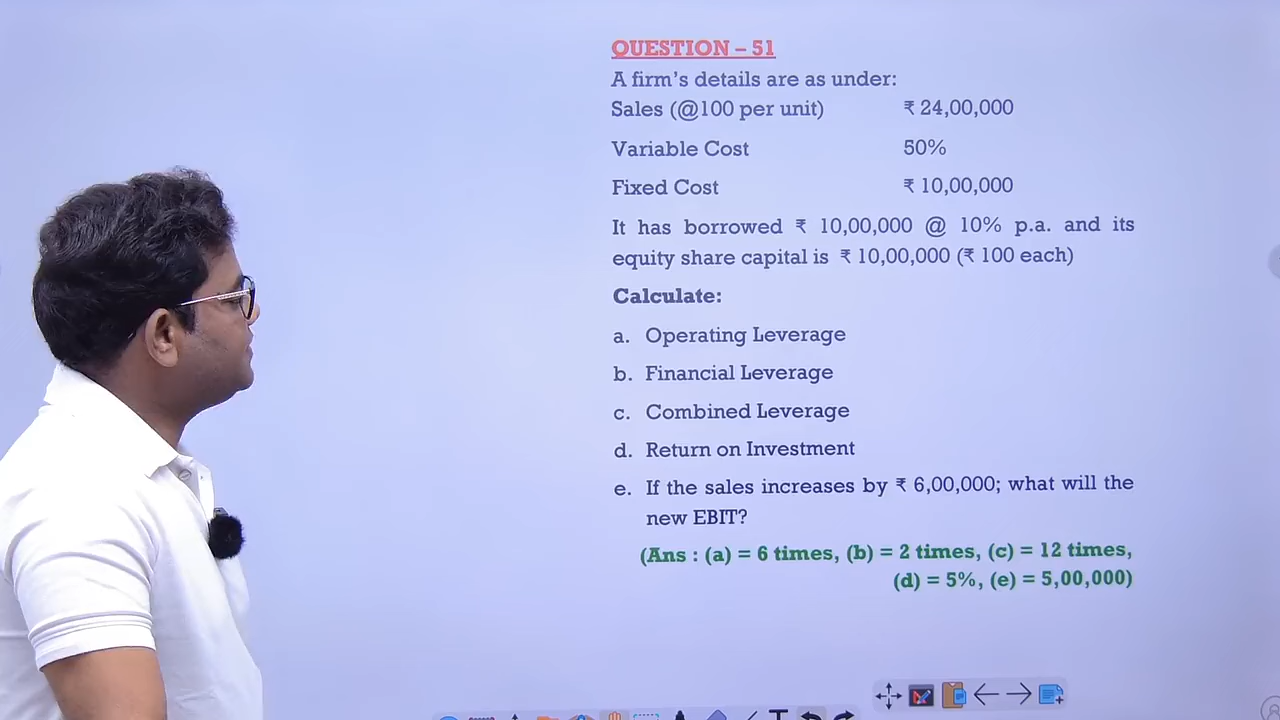 QUESTION – 51
A firm's details are as under:
Sales (@100 per unit) ₹ 24,00,000
Variable Cost 50%
Fixed Cost ₹ 10,00,000
It has borrowed ₹ 10,00,000 @ 10% p.a. and its
equity share capital is ₹ 10,00,000 (₹ 100 each)
Calculate:
a. Operating Leverage
b. Financial Leverage
c. Combined Leverage
d. Return on Investment
e. If the sales increases by ₹ 6,00,000; what will the
new EBIT?
(Ans : (a) = 6 times, (b) = 2 times, (c) = 12 times,
(d) = 5%, (e) = 5,00,000)